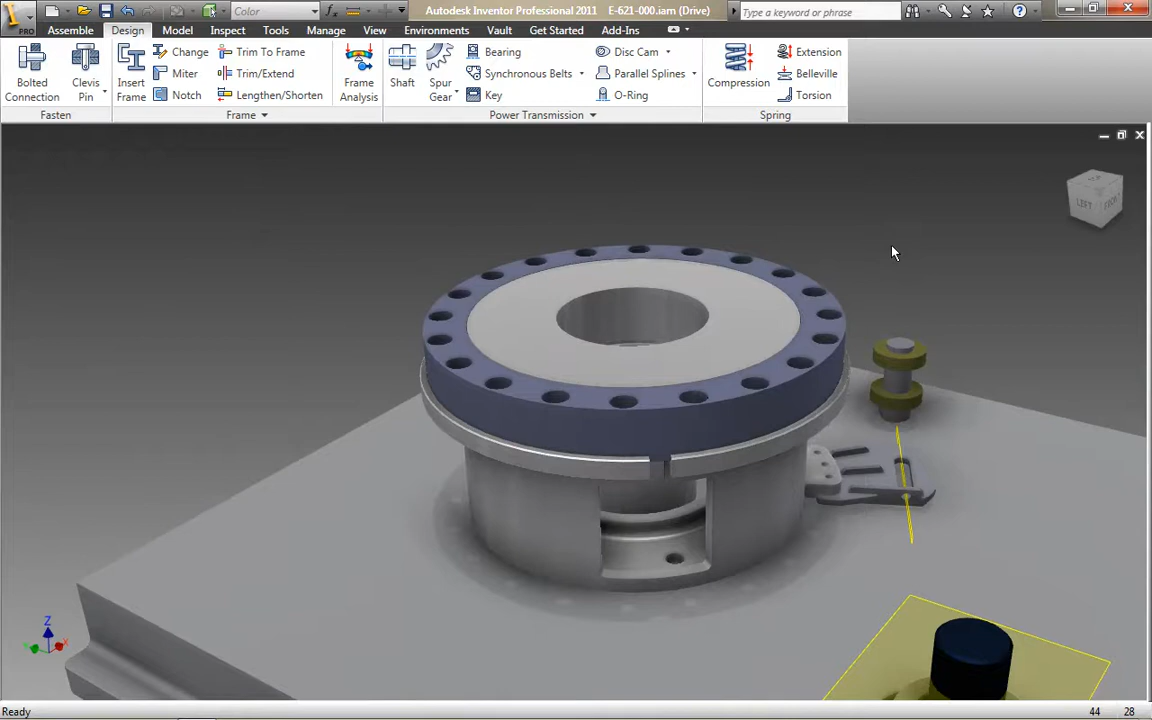 Color
Autodesk Inventor Professional 2011 E-621-000.iam (Drive)
Type a keyword or phrase
PRO
Assemble Design Model Inspect Tools Manage View Environments Vault Get Started Add-Ins
Bolted Connection
Clevis Pin
Fasten
Insert Frame
Change
Miter
Notch
Trim To Frame
Trim/Extend
Lengthen/Shorten
Frame Analysis
Frame
Shaft
Spur Gear
Bearing
Synchronous Belts
Key
Disc Cam
Parallel Splines
O-Ring
Power Transmission
Compression
Extension
Belleville
Torsion
Spring
LEFT
Z
X
Ready
44 28